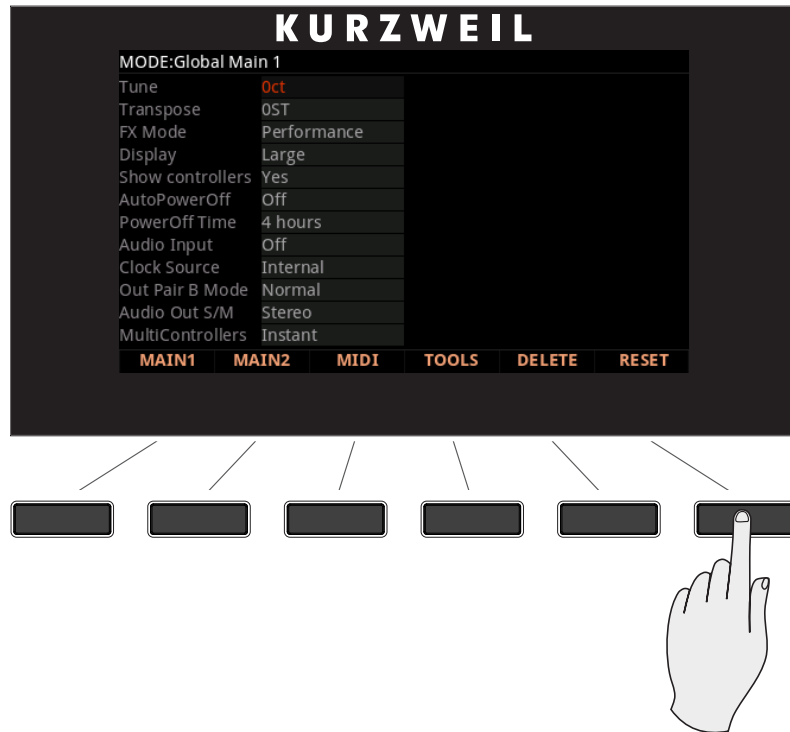 KURZWEIL
MODE:Global Main 1
Tune 0ct
Transpose 0ST
FX Mode Performance
Display Large
Show controllers Yes
AutoPowerOff Off
PowerOff Time 4 hours
Audio Input Off
Clock Source Internal
Out Pair B Mode Normal
Audio Out S/M Stereo
MultiControllers Instant
MAIN1 MAIN2 MIDI TOOLS DELETE RESET